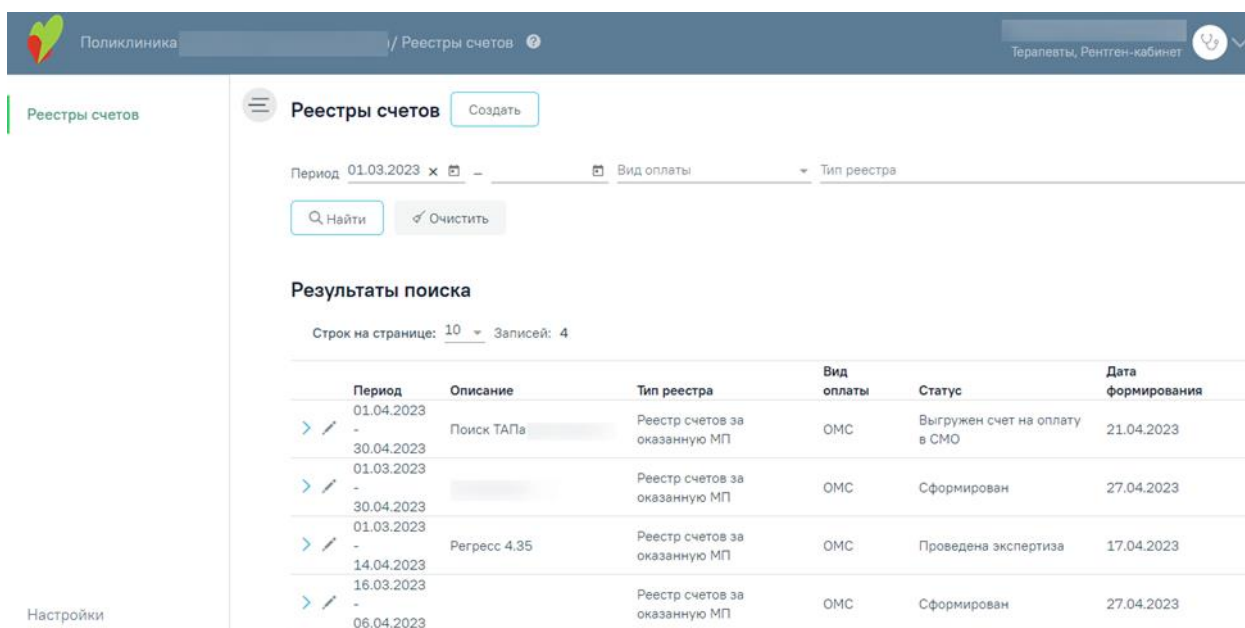 Поликлиника / Реестры счетов ?
Терапевты, Рентген-кабинет
Реестры счетов
Реестры счетов Создать
Период 01.03.2023 × – Вид оплаты Тип реестра
Найти Очистить
Результаты поиска
Строк на странице: 10 Записей: 4
Период Описание Тип реестра Вид оплаты Статус Дата формирования
01.04.2023 - 30.04.2023 Поиск ТАПа Реестр счетов за оказанную МП ОМС Выгружен счет на оплату в СМО 21.04.2023
01.03.2023 - 30.04.2023 Реестр счетов за оказанную МП ОМС Сформирован 27.04.2023
01.03.2023 - 14.04.2023 Регресс 4.35 Реестр счетов за оказанную МП ОМС Проведена экспертиза 17.04.2023
16.03.2023 - 06.04.2023 Реестр счетов за оказанную МП ОМС Сформирован 27.04.2023
Настройки